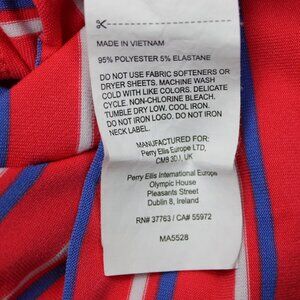 MADE IN VIETNAM
95% POLYESTER 5% ELASTANE
DO NOT USE FABRIC SOFTENERS OR
DRYER SHEETS. MACHINE WASH
COLD WITH LIKE COLORS. DELICATE
CYCLE. NON-CHLORINE BLEACH.
TUMBLE DRY LOW. COOL IRON.
DO NOT IRON LOGO. DO NOT IRON
NECK LABEL.
MANUFACTURED FOR:
Perry Ellis Europe LTD,
CM9 3DJ, UK
Perry Ellis International Europe
Olympic House
Pleasants Street
Dublin 8, Ireland
RN# 37763 / CA# 55972
MA5528